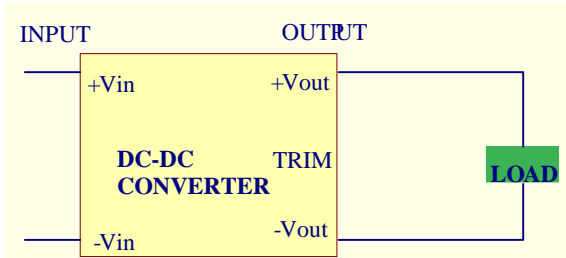 INPUT OUTPUT
+Vin +Vout
DC-DC TRIM
CONVERTER
LOAD
-Vin -Vout